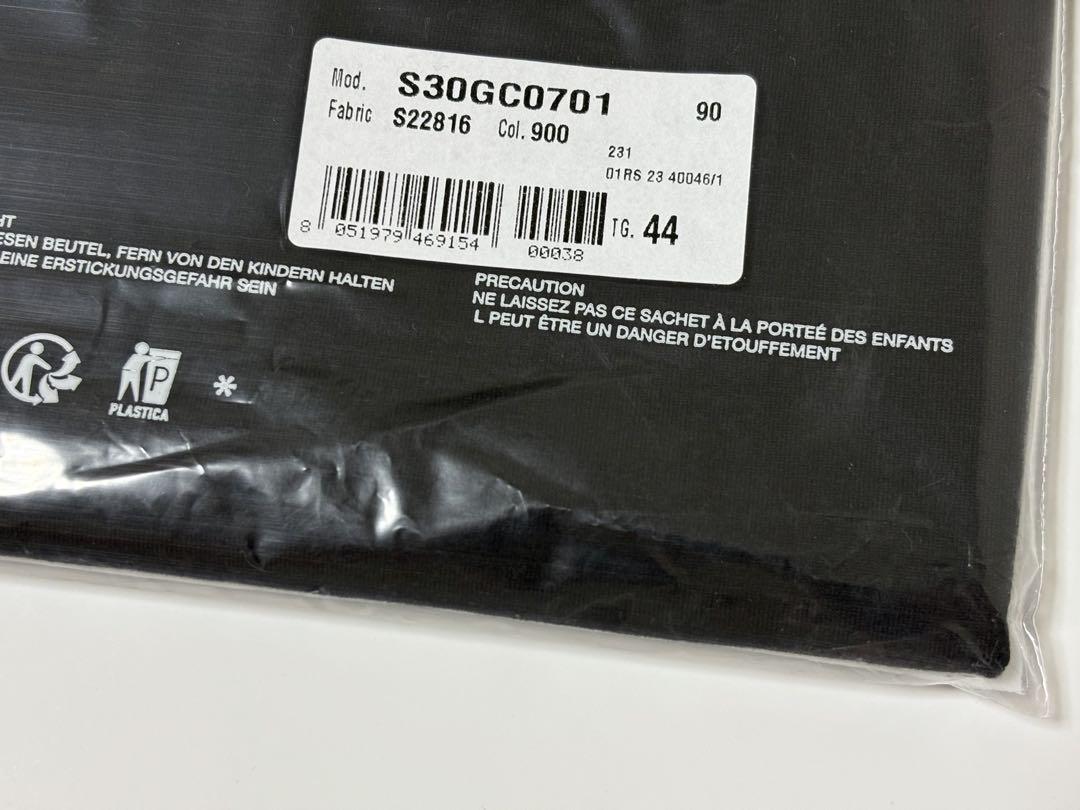 Mod. S30GC0701 90
Fabric S22816 Col. 900
231
01RS 23 40046/1
8 051979 469154
00038
TG. 44
HT
ESEN BEUTEL, FERN VON DEN KINDERN HALTEN
EINE ERSTICKUNGSGEFAHR SEIN
PRECAUTION
NE LAISSEZ PAS CE SACHET À LA PORTEÉ DES ENFANTS
L PEUT ÊTRE UN DANGER D'ETOUFFEMENT
P
PLASTICA
*